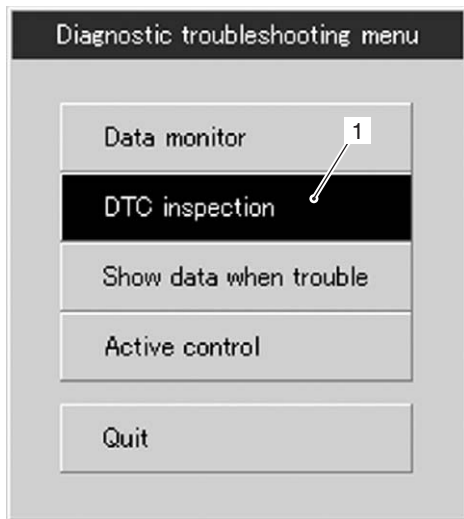 Diagnostic troubleshooting menu
Data monitor
1
DTC inspection
Show data when trouble
Active control
Quit